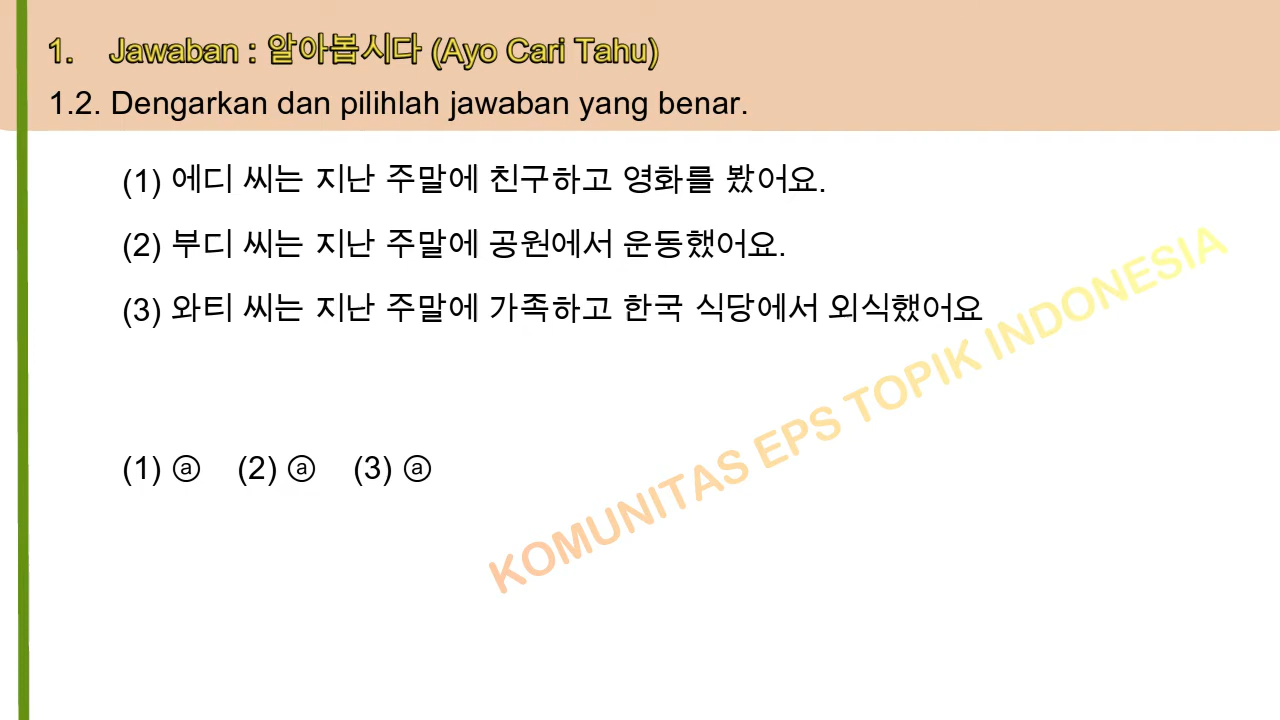 1. Jawaban : 알아봅시다 (Ayo Cari Tahu)
1.2. Dengarkan dan pilihlah jawaban yang benar.
(1) 에디 씨는 지난 주말에 친구하고 영화를 봤어요.
(2) 부디 씨는 지난 주말에 공원에서 운동했어요.
(3) 와티 씨는 지난 주말에 가족하고 한국 식당에서 외식했어요
(1) ⓐ (2) ⓐ (3) ⓐ
KOMUNITAS EPS TOPIK INDONESIA